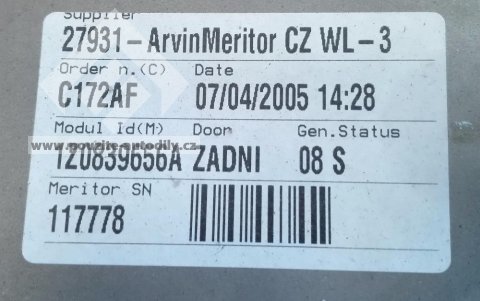 Supplier
27931-ArvinMeritor CZ WL-3
Order n.(C) Date
C172AF 07/04/2005 14:28
Modul Id(M) Door Gen.Status
www.pouzite-autodily.cz
1Z0839656A ZADNI 08 S
Meritor SN
117778